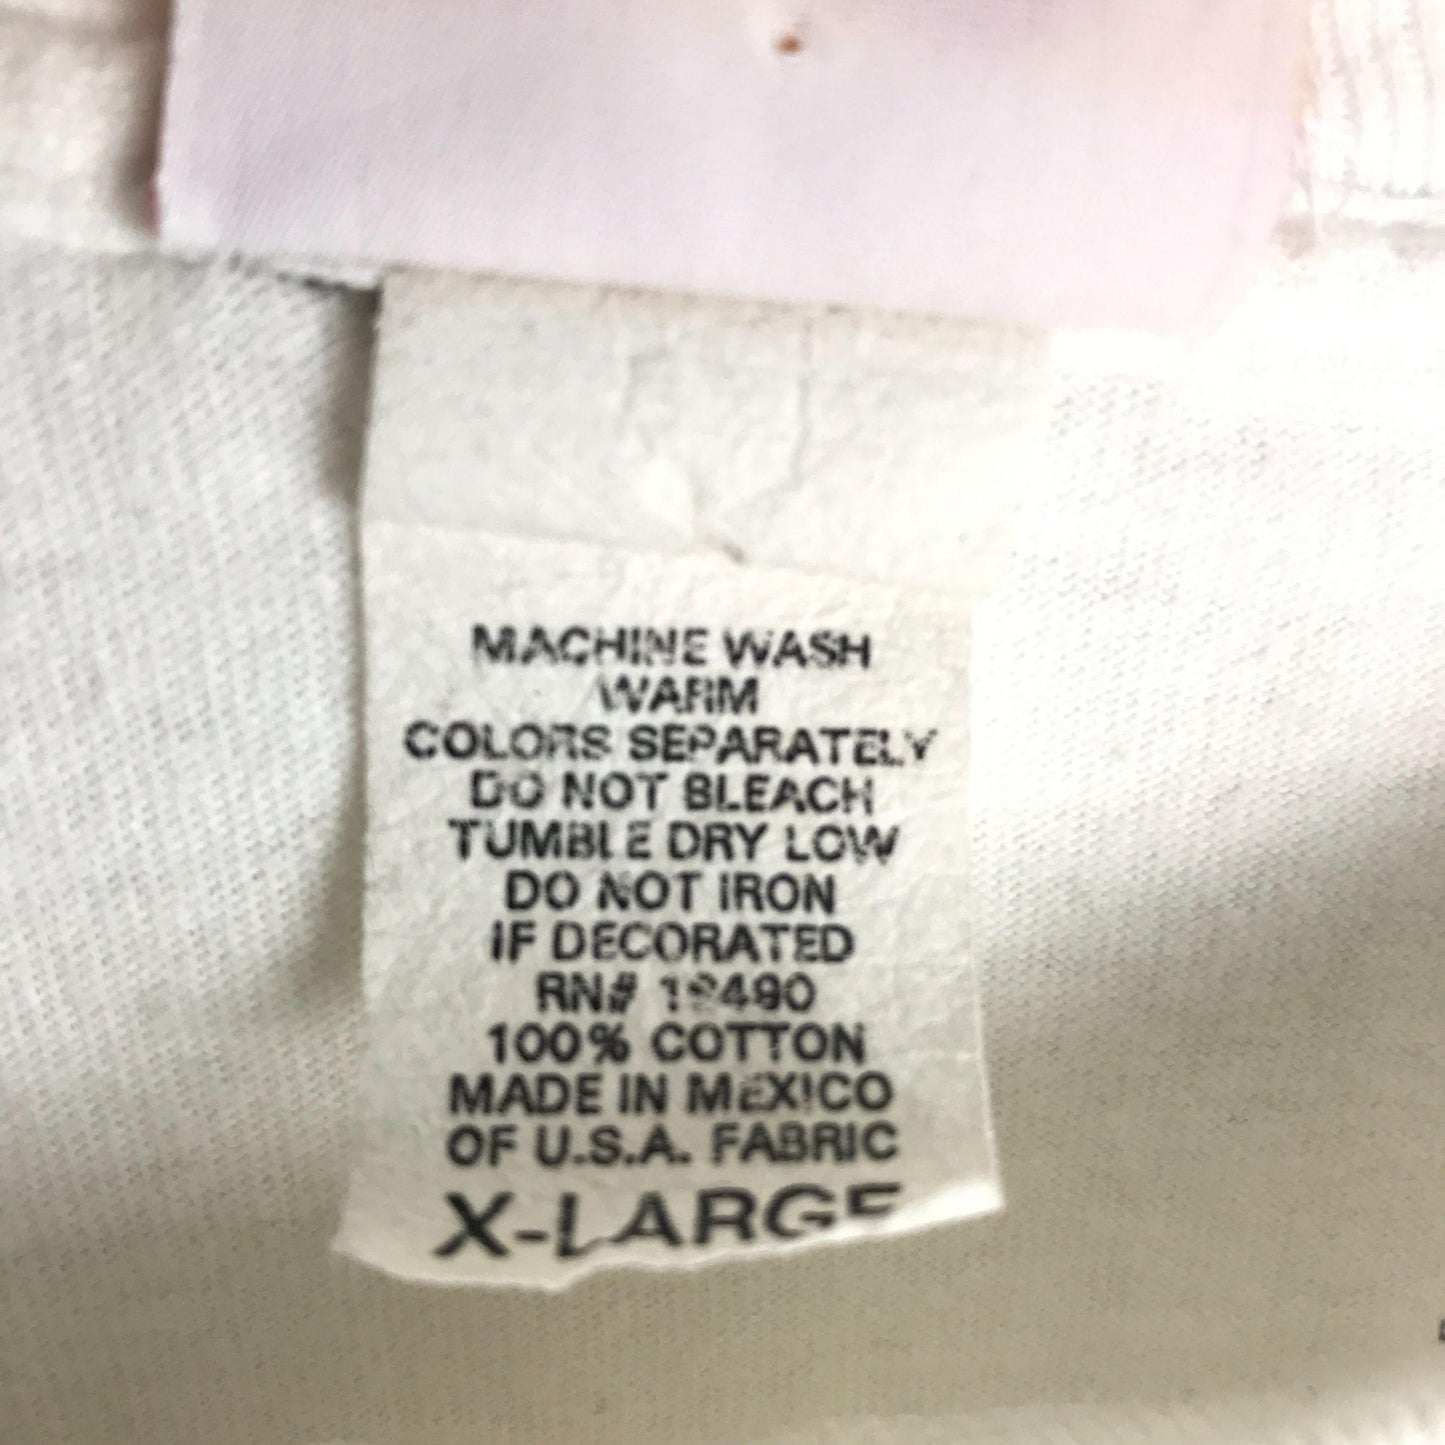 MACHINE WASH
WARM
COLORS SEPARATELY
DO NOT BLEACH
TUMBLE DRY LOW
DO NOT IRON
IF DECORATED
RN#
100% COTTON
MADE IN MEXICO
OF U.S.A. FABRIC
X-LARGE